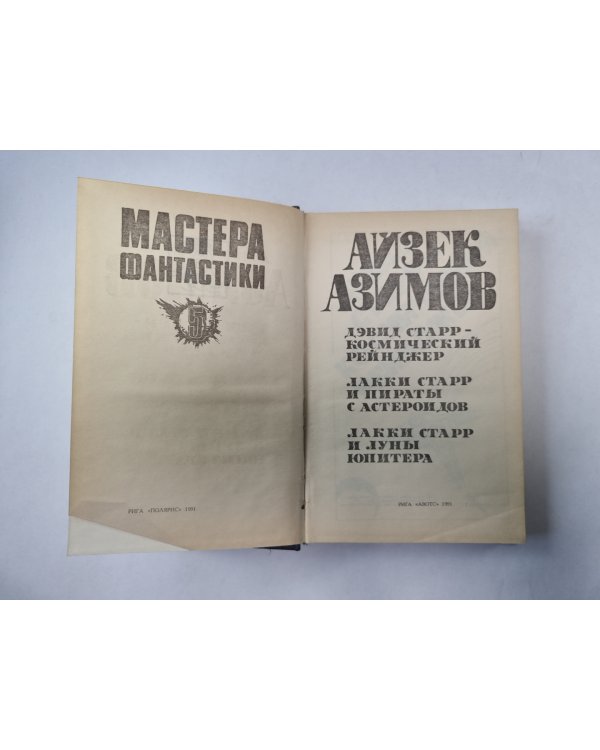 МАСТЕРА
ФАНТАСТИКИ
5
РИГА «ПОЛЯРИС» 1991
АЙЗЕК
АЗИМОВ
ДЭВИД СТАРР –
КОСМИЧЕСКИЙ
РЕЙНДЖЕР
ЛАККИ СТАРР
И ПИРАТЫ
С АСТЕРОИДОВ
ЛАККИ СТАРР
И ЛУНЫ
ЮПИТЕРА
РИГА «АВОТС» 1991